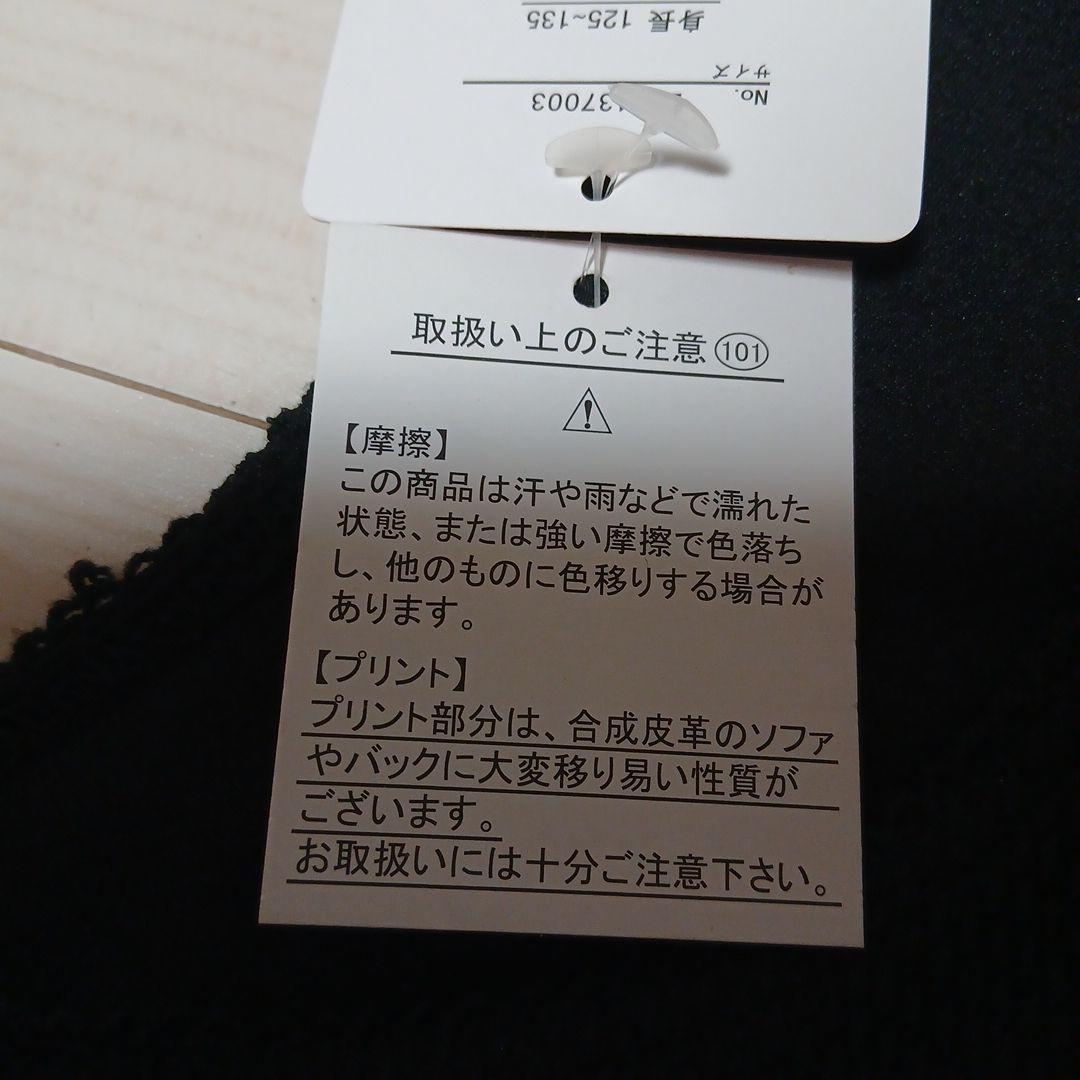 身長 125~135
サイズ
No.
37003
取扱い上のご注意 101
【摩擦】
この商品は汗や雨などで濡れた
状態、または強い摩擦で色落ち
し、他のものに色移りする場合が
あります。
【プリント】
プリント部分は、合成皮革のソファ
やバックに大変移り易い性質が
ございます。
お取扱いには十分ご注意下さい。